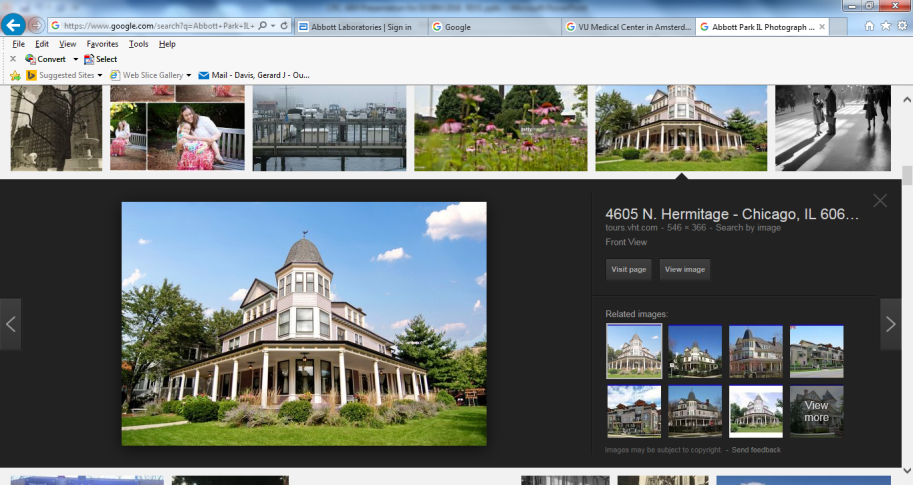 https://www.google.com/search?q=Abbott+Park+IL+
Abbott Laboratories | Sign in
Google
VU Medical Center in Amsterd...
Abbott Park IL Photograph ...
File Edit View Favorites Tools Help
Convert Select
Suggested Sites Web Slice Gallery Mail - Davis, Gerard J - Ou...
4605 N. Hermitage - Chicago, IL 606...
tours.vht.com - 546 × 366 - Search by image
Front View
Visit page View image
Related images:
View
more
Images may be subject to copyright. - Send feedback